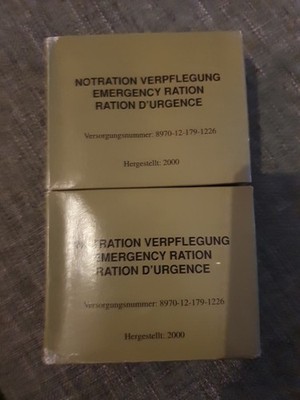 NOTRATION VERPFLEGUNG
EMERGENCY RATION
RATION D'URGENCE
Versorgungsnummer: 8970-12-179-1226
Hergestellt: 2000
NOTRATION VERPFLEGUNG
EMERGENCY RATION
RATION D'URGENCE
Versorgungsnummer: 8970-12-179-1226
Hergestellt: 2000